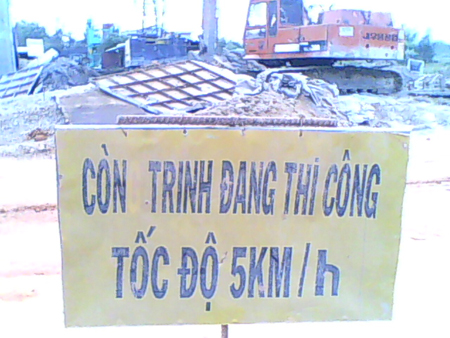 CÒN TRINH ĐANG THI CÔNG
TỐC ĐỘ 5KM/h